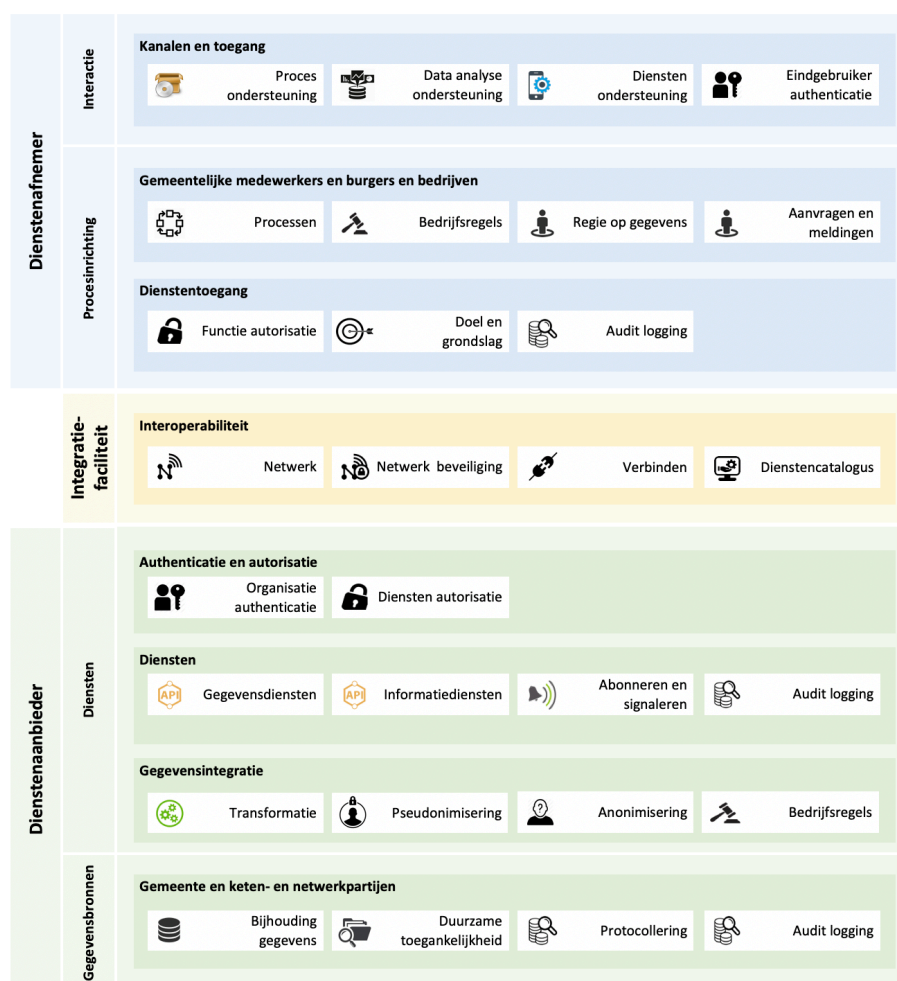 Dienstenafnemer
Interactie
Kanalen en toegang
Proces
ondersteuning
Data analyse
ondersteuning
Diensten
ondersteuning
Eindgebruiker
authenticatie
Procesinrichting
Gemeentelijke medewerkers en burgers en bedrijven
Processen
Bedrijfsregels
Regie op gegevens
Aanvragen en
meldingen
Dienstentoegang
Functie autorisatie
Doel en
grondslag
Audit logging
Integratie-
faciliteit
Interoperabiliteit
Netwerk
Netwerk beveiliging
Verbinden
Dienstencatalogus
Dienstenaanbieder
Diensten
Authenticatie en autorisatie
Organisatie
authenticatie
Diensten autorisatie
Diensten
API
Gegevensdiensten
API
Informatiediensten
Abonneren en
signaleren
Audit logging
Gegevensintegratie
Transformatie
Pseudonimisering
?
Anonimisering
Bedrijfsregels
Gegevensbronnen
Gemeente en keten- en netwerkpartijen
Bijhouding
gegevens
Duurzame
toegankelijkheid
Protocollering
Audit logging